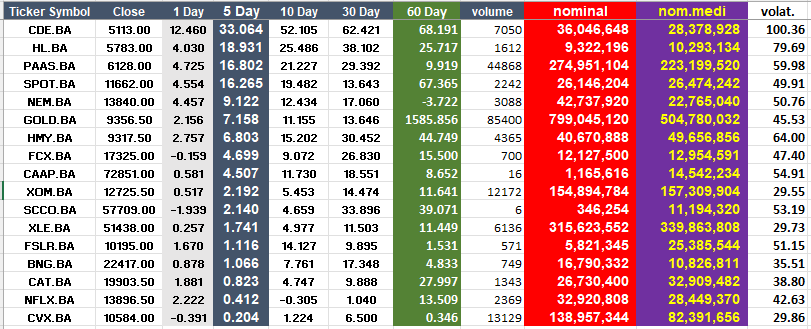 Ticker Symbol Close 1 Day 5 Day 10 Day 30 Day 60 Day volume nominal nom.medi volat.
CDE.BA 5113.00 12.460 33.064 52.105 62.421 68.191 7050 36,046,648 28,378,928 100.36
HL.BA 5783.00 4.030 18.931 25.486 38.102 25.717 1612 9,322,196 10,293,134 79.69
PAAS.BA 6128.00 4.725 16.802 21.227 29.392 9.919 44868 274,951,104 223,199,520 59.98
SPOT.BA 11662.00 4.554 16.265 19.482 13.643 67.365 2242 26,146,204 26,474,242 49.91
NEM.BA 13840.00 4.457 9.122 12.434 17.060 -3.722 3088 42,737,920 22,765,040 50.76
GOLD.BA 9356.50 2.156 7.158 11.155 13.646 1585.856 85400 799,045,120 504,780,032 45.53
HMY.BA 9317.50 2.757 6.803 15.202 30.452 44.749 4365 40,670,888 49,656,856 64.00
FCX.BA 17325.00 -0.159 4.699 9.072 26.830 15.500 700 12,127,500 12,954,591 47.40
CAAP.BA 72851.00 0.581 4.507 11.730 18.551 8.652 16 1,165,616 14,542,234 54.91
XOM.BA 12725.50 0.517 2.192 5.453 14.474 11.641 12172 154,894,784 157,309,904 29.55
SCCO.BA 57709.00 -1.939 2.140 4.659 33.896 39.071 6 346,254 11,194,320 53.19
XLE.BA 51438.00 0.257 1.741 4.977 11.503 11.449 6136 315,623,552 339,863,808 29.73
FSLR.BA 10195.00 1.670 1.116 14.127 9.895 1.531 571 5,821,345 25,385,544 51.15
BNG.BA 22417.00 0.878 1.066 7.761 17.348 4.833 749 16,790,332 10,826,811 35.51
CAT.BA 19903.50 1.881 0.823 4.747 9.888 27.997 1343 26,730,400 32,909,482 38.80
NFLX.BA 13896.50 2.222 0.412 -0.305 1.040 13.509 2369 32,920,808 28,449,370 42.63
CVX.BA 10584.00 -0.391 0.204 1.224 6.500 0.346 13129 138,957,344 82,391,656 29.86